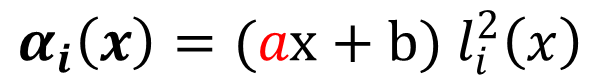 𝜶ᵢ(𝒙) = (ax + b) lᵢ²(x)